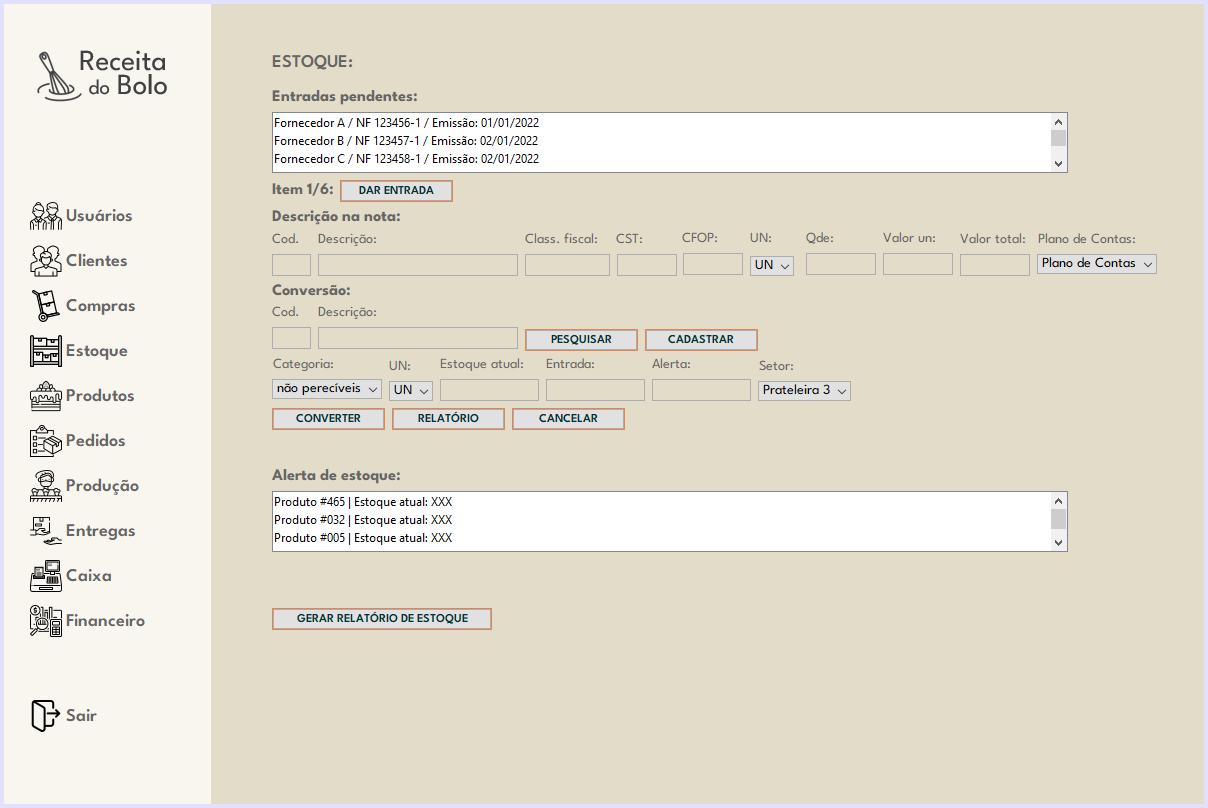 Receita
do Bolo
Usuários
Clientes
Compras
Estoque
Produtos
Pedidos
Produção
Entregas
Caixa
Financeiro
Sair
ESTOQUE:
Entradas pendentes:
Fornecedor A / NF 123456-1 / Emissão: 01/01/2022
Fornecedor B / NF 123457-1 / Emissão: 02/01/2022
Fornecedor C / NF 123458-1 / Emissão: 02/01/2022
Item 1/6: DAR ENTRADA
Descrição na nota:
Cod. Descrição: Class. fiscal: CST: CFOP: UN: Qde: Valor un: Valor total: Plano de Contas:
UN Plano de Contas
Conversão:
Cod. Descrição:
PESQUISAR CADASTRAR
Categoria: UN: Estoque atual: Entrada: Alerta: Setor:
não perecíveis UN Prateleira 3
CONVERTER RELATÓRIO CANCELAR
Alerta de estoque:
Produto #465 | Estoque atual: XXX
Produto #032 | Estoque atual: XXX
Produto #005 | Estoque atual: XXX
GERAR RELATÓRIO DE ESTOQUE